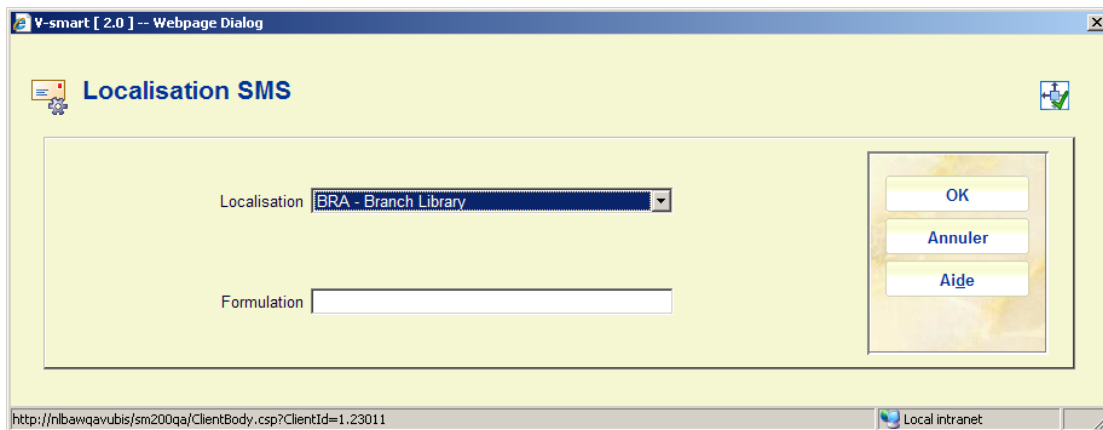 V-smart [ 2.0 ] -- Webpage Dialog
Localisation SMS
Localisation BRA - Branch Library
OK
Annuler
Aide
Formulation
http://nlbawqavubis/sm200qa/ClientBody.csp?ClientId=1.23011 Local intranet